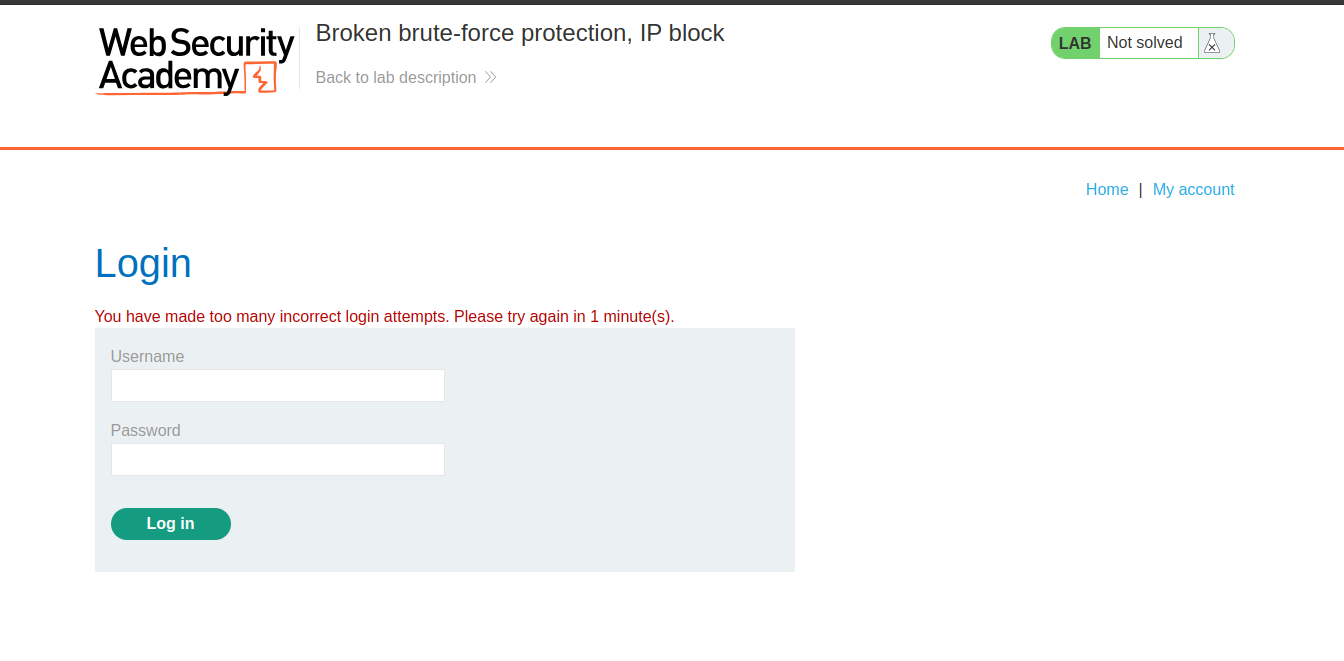 Web Security
Academy
Broken brute-force protection, IP block
Back to lab description
LAB Not solved
Home | My account
Login
You have made too many incorrect login attempts. Please try again in 1 minute(s).
Username
Password
Log in